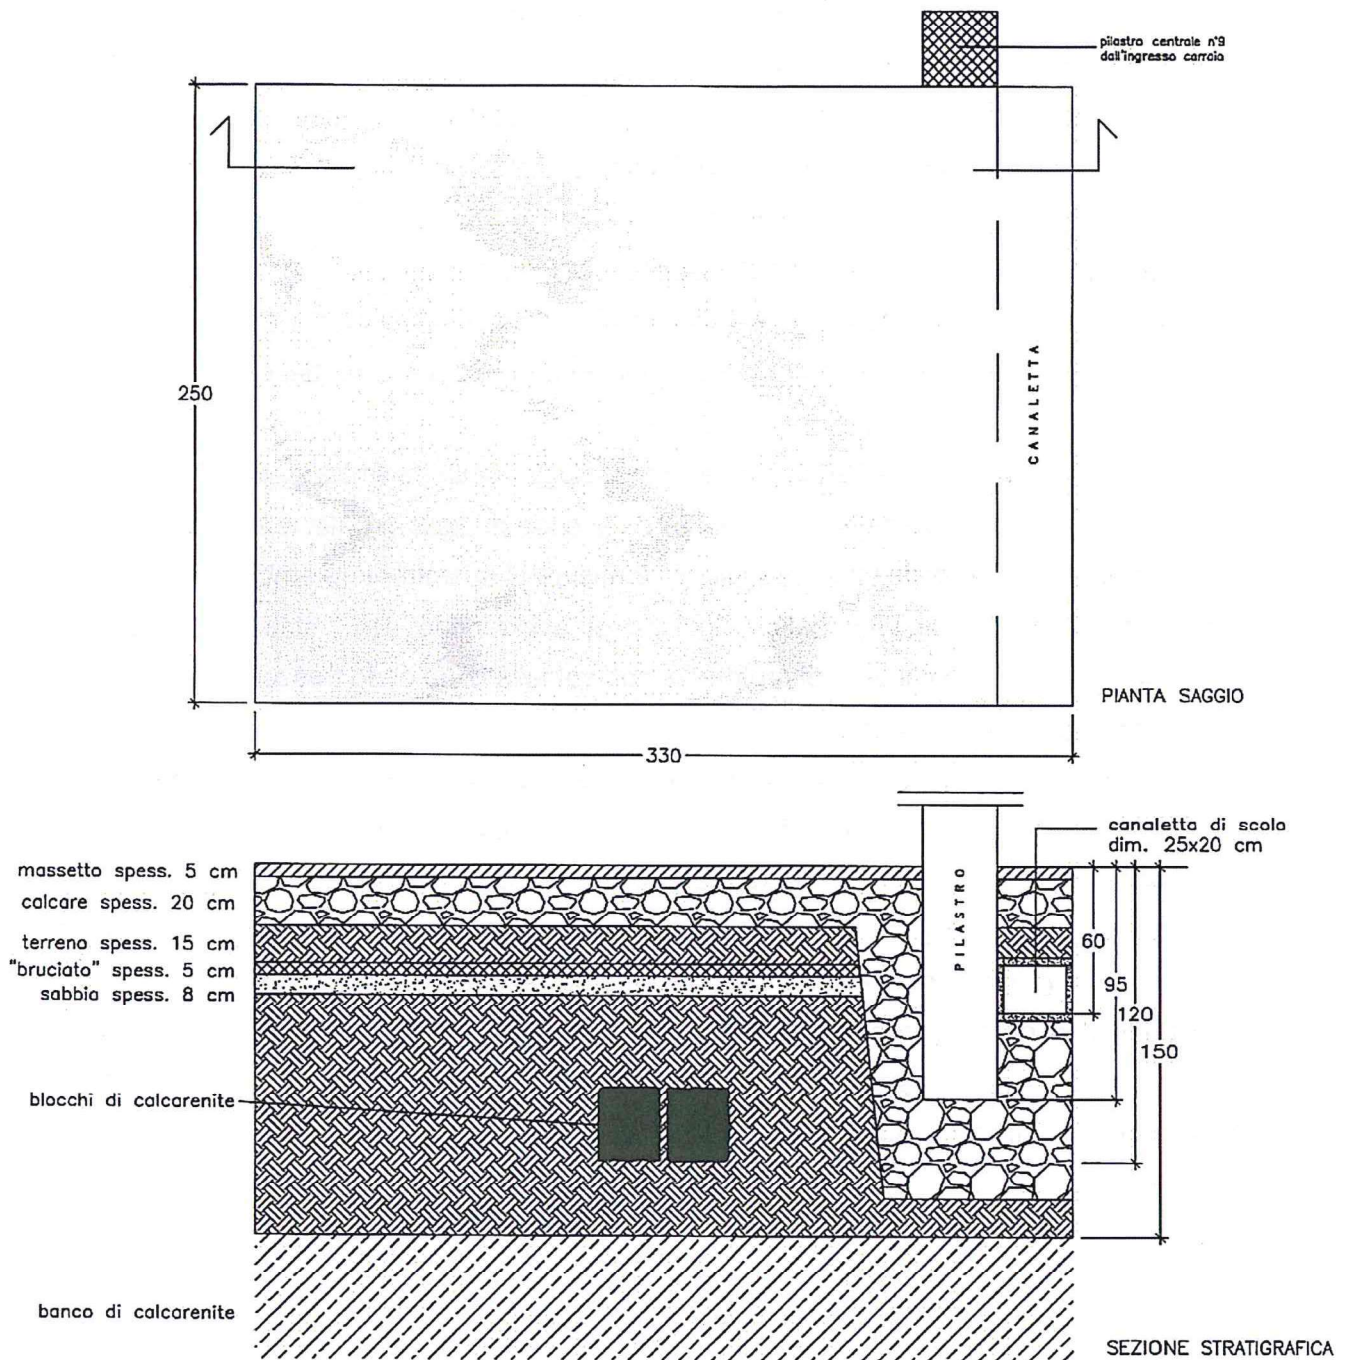 pilastro centrale n°9
dall'ingresso carraio
250
CANALETTA
PIANTA SAGGIO
330
canaletta di scolo
dim. 25x20 cm
massetto spess. 5 cm
calcare spess. 20 cm
PILASTRO
terreno spess. 15 cm
60
"bruciato" spess. 5 cm
95
sabbia spess. 8 cm
120
150
blocchi di calcarenite
banco di calcarenite
SEZIONE STRATIGRAFICA